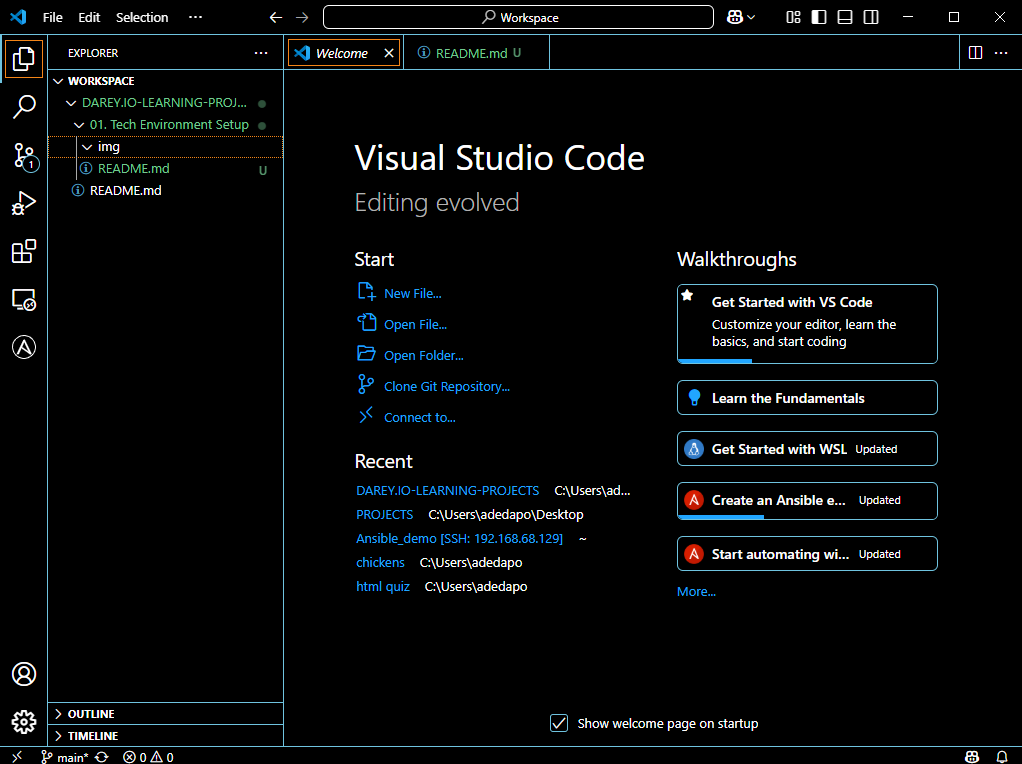 File Edit Selection ···
Workspace
EXPLORER ···
Welcome
README.md U
WORKSPACE
DAREY.IO-LEARNING-PROJ...
01. Tech Environment Setup
img
README.md U
README.md
1
Visual Studio Code
Editing evolved
Start
New File...
Open File...
Open Folder...
Clone Git Repository...
Connect to...
Recent
DAREY.IO-LEARNING-PROJECTS C:\Users\ad...
PROJECTS C:\Users\adedapo\Desktop
Ansible_demo [SSH: 192.168.68.129] ~
chickens C:\Users\adedapo
html quiz C:\Users\adedapo
Walkthroughs
Get Started with VS Code
Customize your editor, learn the
basics, and start coding
Learn the Fundamentals
Get Started with WSL Updated
Create an Ansible e... Updated
Start automating wi... Updated
More...
Show welcome page on startup
OUTLINE
TIMELINE
main* 0 0